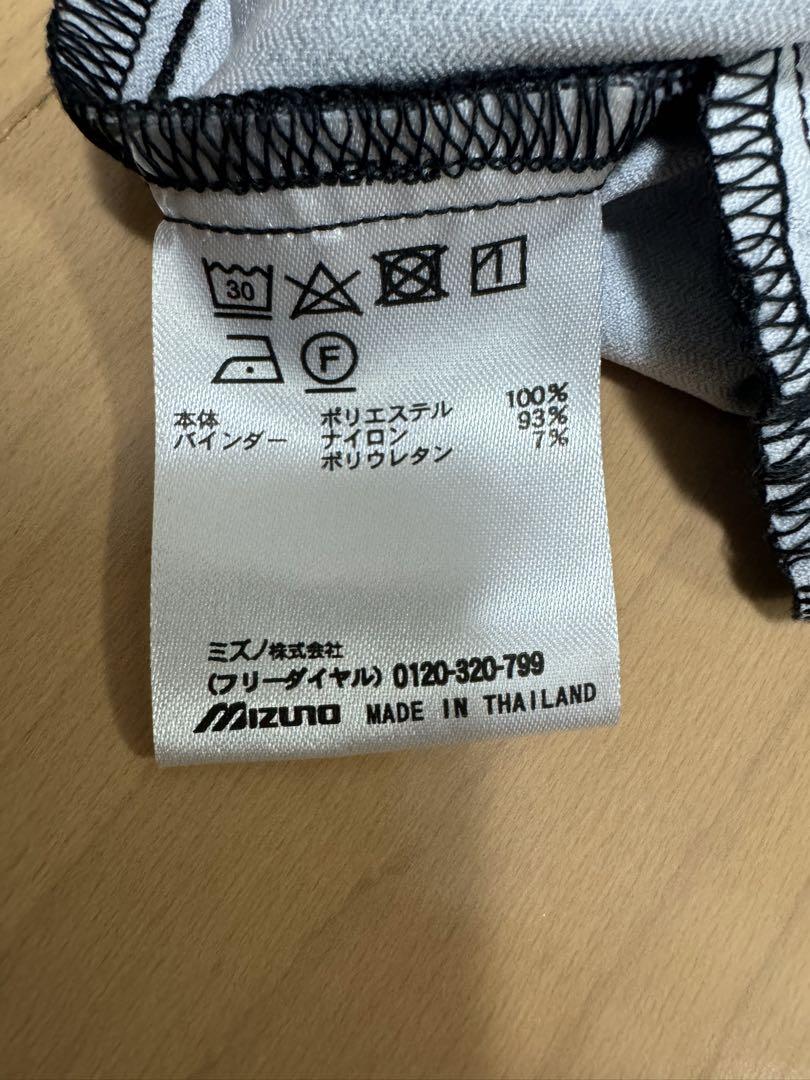 30
F
本体 ポリエステル 100%
バインダー ナイロン 93%
ポリウレタン 7%
ミズノ株式会社
(フリーダイヤル) 0120-320-799
MIZUNO MADE IN THAILAND